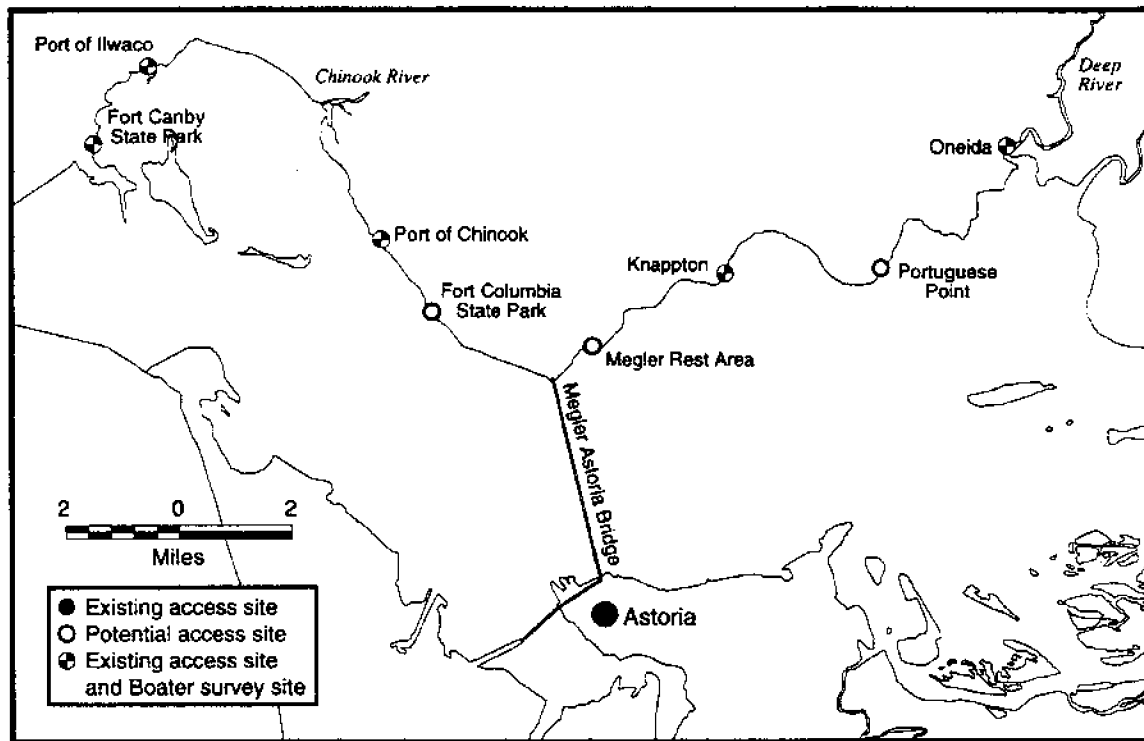 Port of Ilwaco
Chinook River
Deep
River
Fort Canby
State Park
Oneida
Port of Chinook
Knappton
Portuguese
Point
Fort Columbia
State Park
Megler Rest Area
Megler Astoria Bridge
2 0 2
Miles
Existing access site
Potential access site
Existing access site
and Boater survey site
Astoria